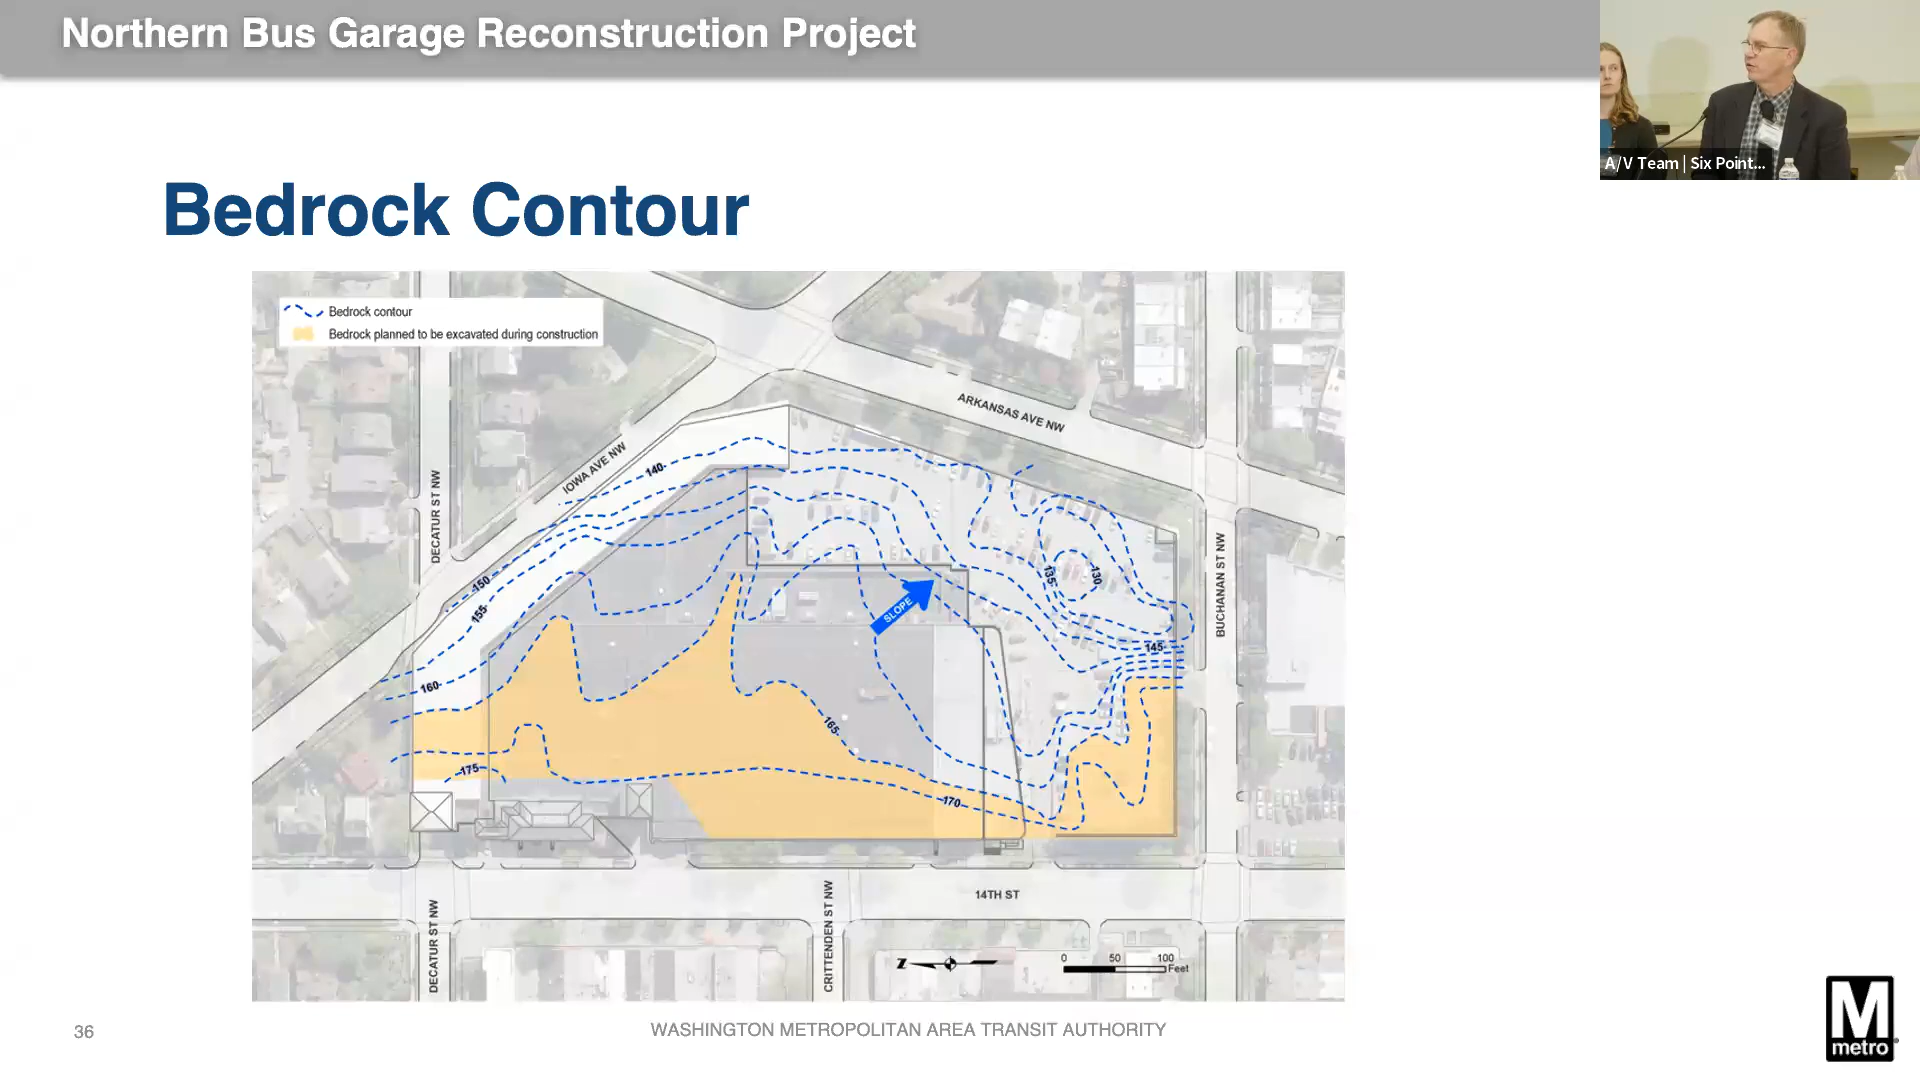 Northern Bus Garage Reconstruction Project
A/V Team | Six Point...
Bedrock Contour
Bedrock contour
Bedrock planned to be excavated during construction
ARKANSAS AVE NW
IOWA AVE NW
DECATUR ST NW
BUCHANAN ST NW
140
150
155
160
135
130
SLOPE
145
165
175
170
14TH ST
DECATUR ST NW
CRITTENDEN ST NW
Z
0 50 100
Feet
36
WASHINGTON METROPOLITAN AREA TRANSIT AUTHORITY
M
metro